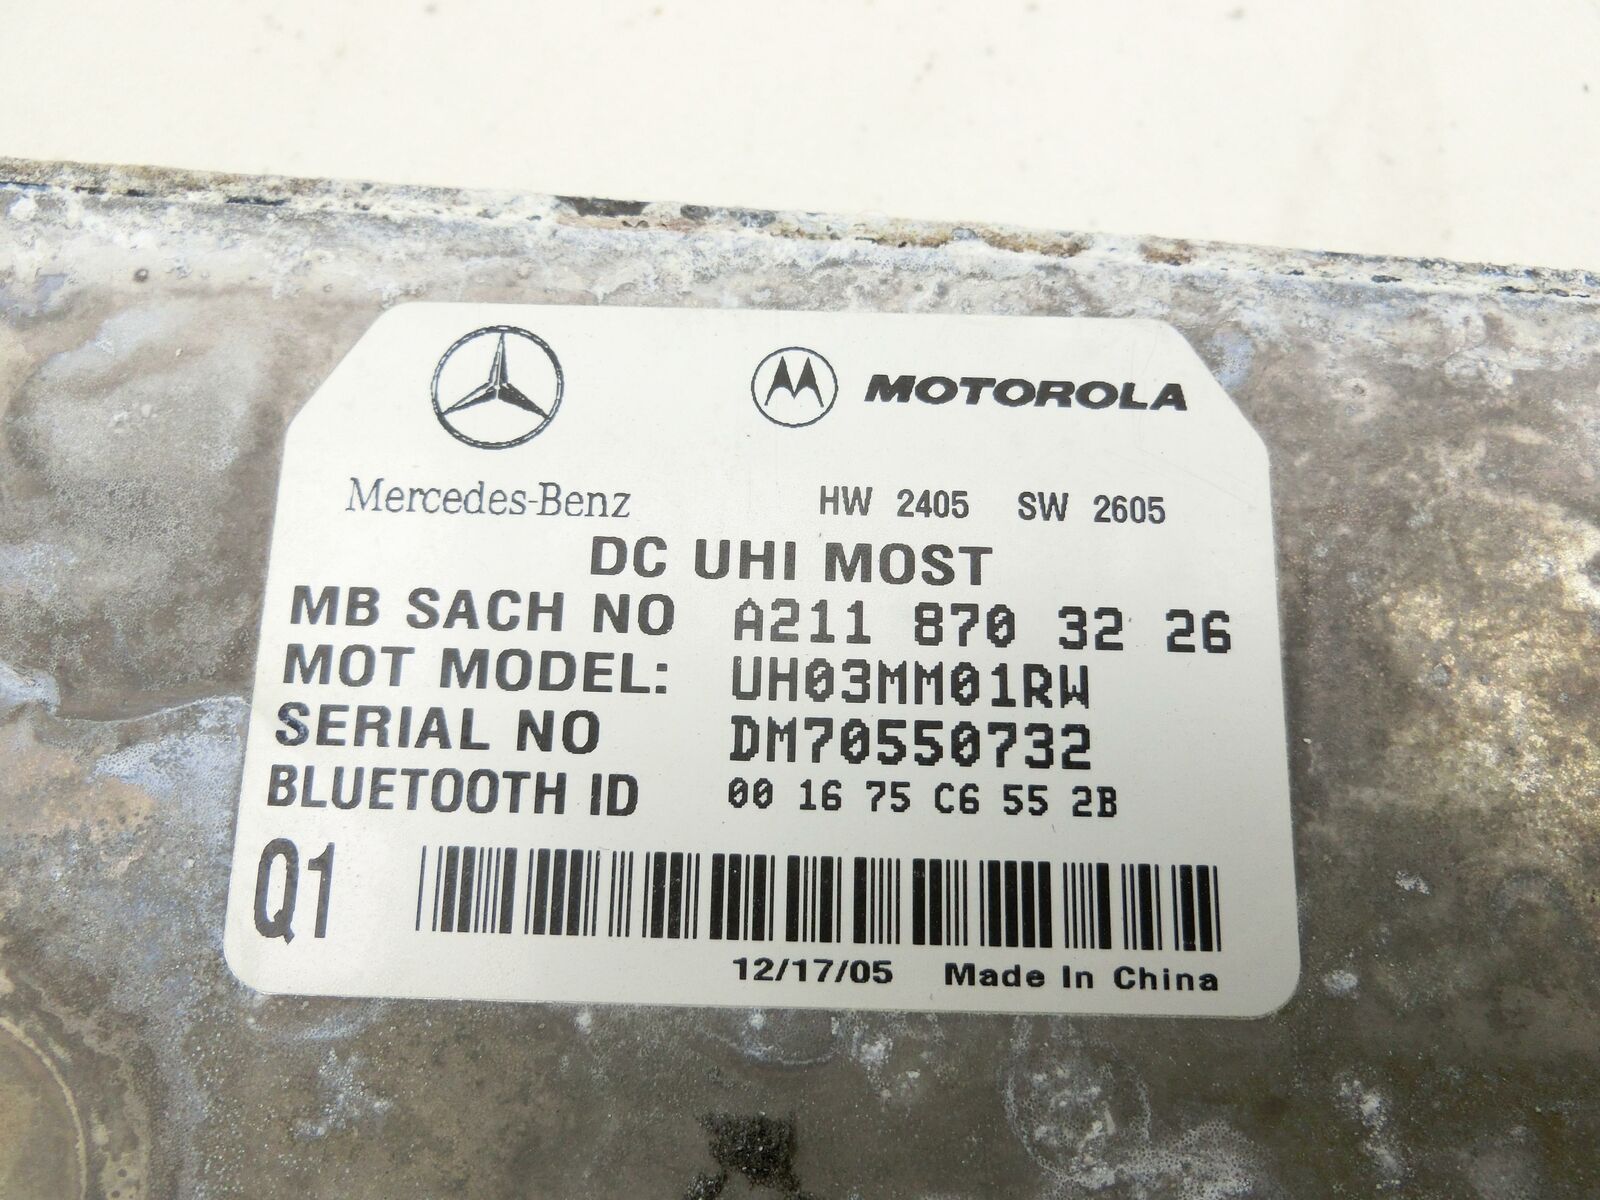 MOTOROLA
Mercedes-Benz HW 2405 SW 2605
DC UHI MOST
MB SACH NO A211 870 32 26
MOT MODEL: UH03MM01RW
SERIAL NO DM70550732
BLUETOOTH ID 00 16 75 C6 55 2B
Q1
12/17/05 Made In China